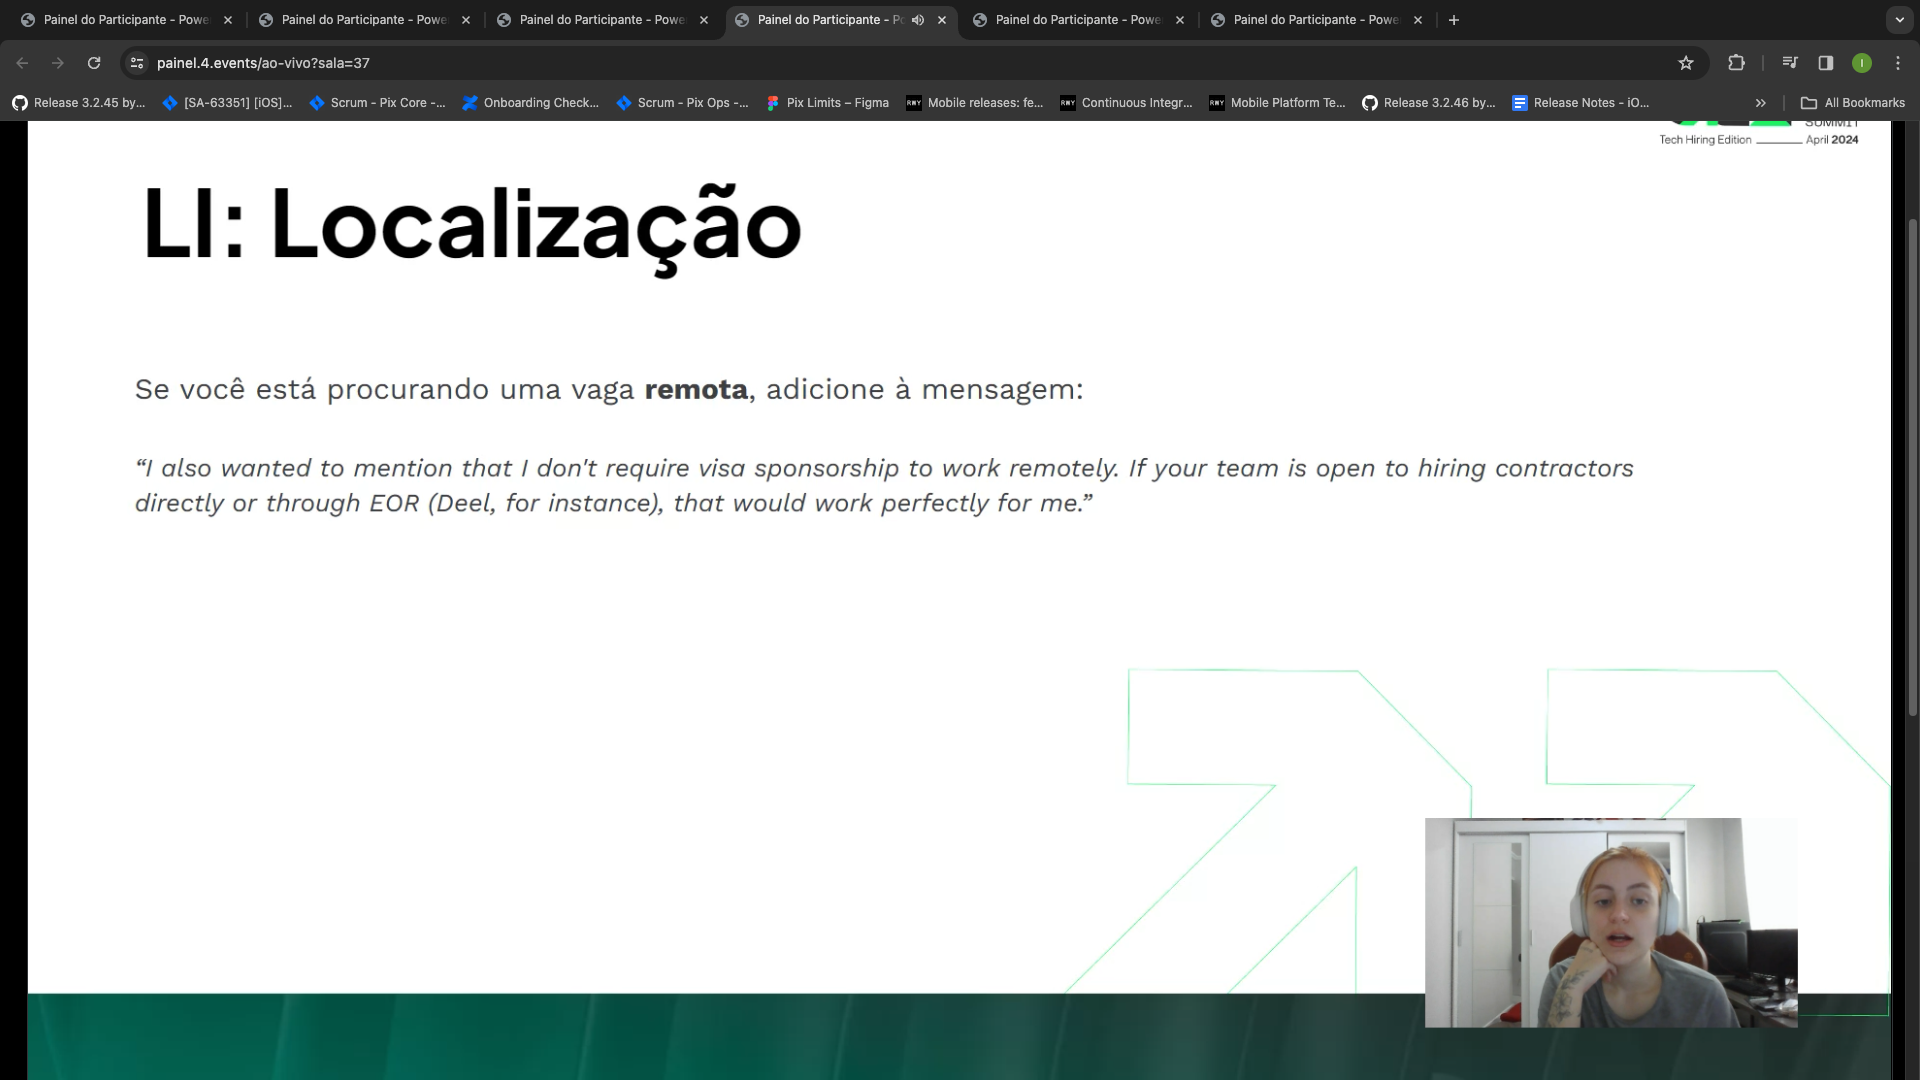 Painel do Participante - Powe
Painel do Participante - Powe
Painel do Participante - Powe
Painel do Participante - Po
Painel do Participante - Powe
Painel do Participante - Powe
painel.4.events/ao-vivo?sala=37
Release 3.2.45 by...
[SA-63351] [iOS]...
Scrum - Pix Core -...
Onboarding Check...
Scrum - Pix Ops -...
Pix Limits – Figma
RWY Mobile releases: fe...
RWY Continuous Integr...
RWY Mobile Platform Te...
Release 3.2.46 by...
Release Notes - iO...
All Bookmarks
SUMMIT
Tech Hiring Edition
April 2024
LI: Localização
Se você está procurando uma vaga remota, adicione à mensagem:
“I also wanted to mention that I don't require visa sponsorship to work remotely. If your team is open to hiring contractors
directly or through EOR (Deel, for instance), that would work perfectly for me.”